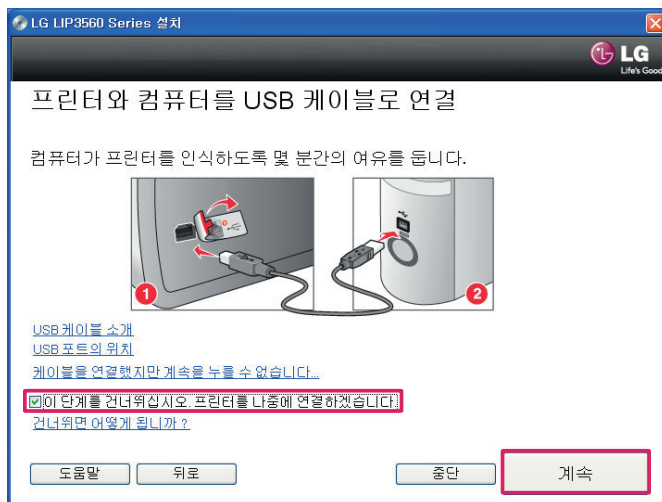 LG LIP3560 Series 설치
LG
Life's Good
프린터와 컴퓨터를 USB 케이블로 연결
컴퓨터가 프린터를 인식하도록 몇 분간의 여유를 둡니다.
1
2
USB 케이블 소개
USB 포트의 위치
케이블을 연결했지만 계속을 누를 수 없습니다...
이 단계를 건너뛰십시오. 프린터를 나중에 연결하겠습니다.
건너뛰면 어떻게 됩니까 ?
도움말
뒤로
중단
계속